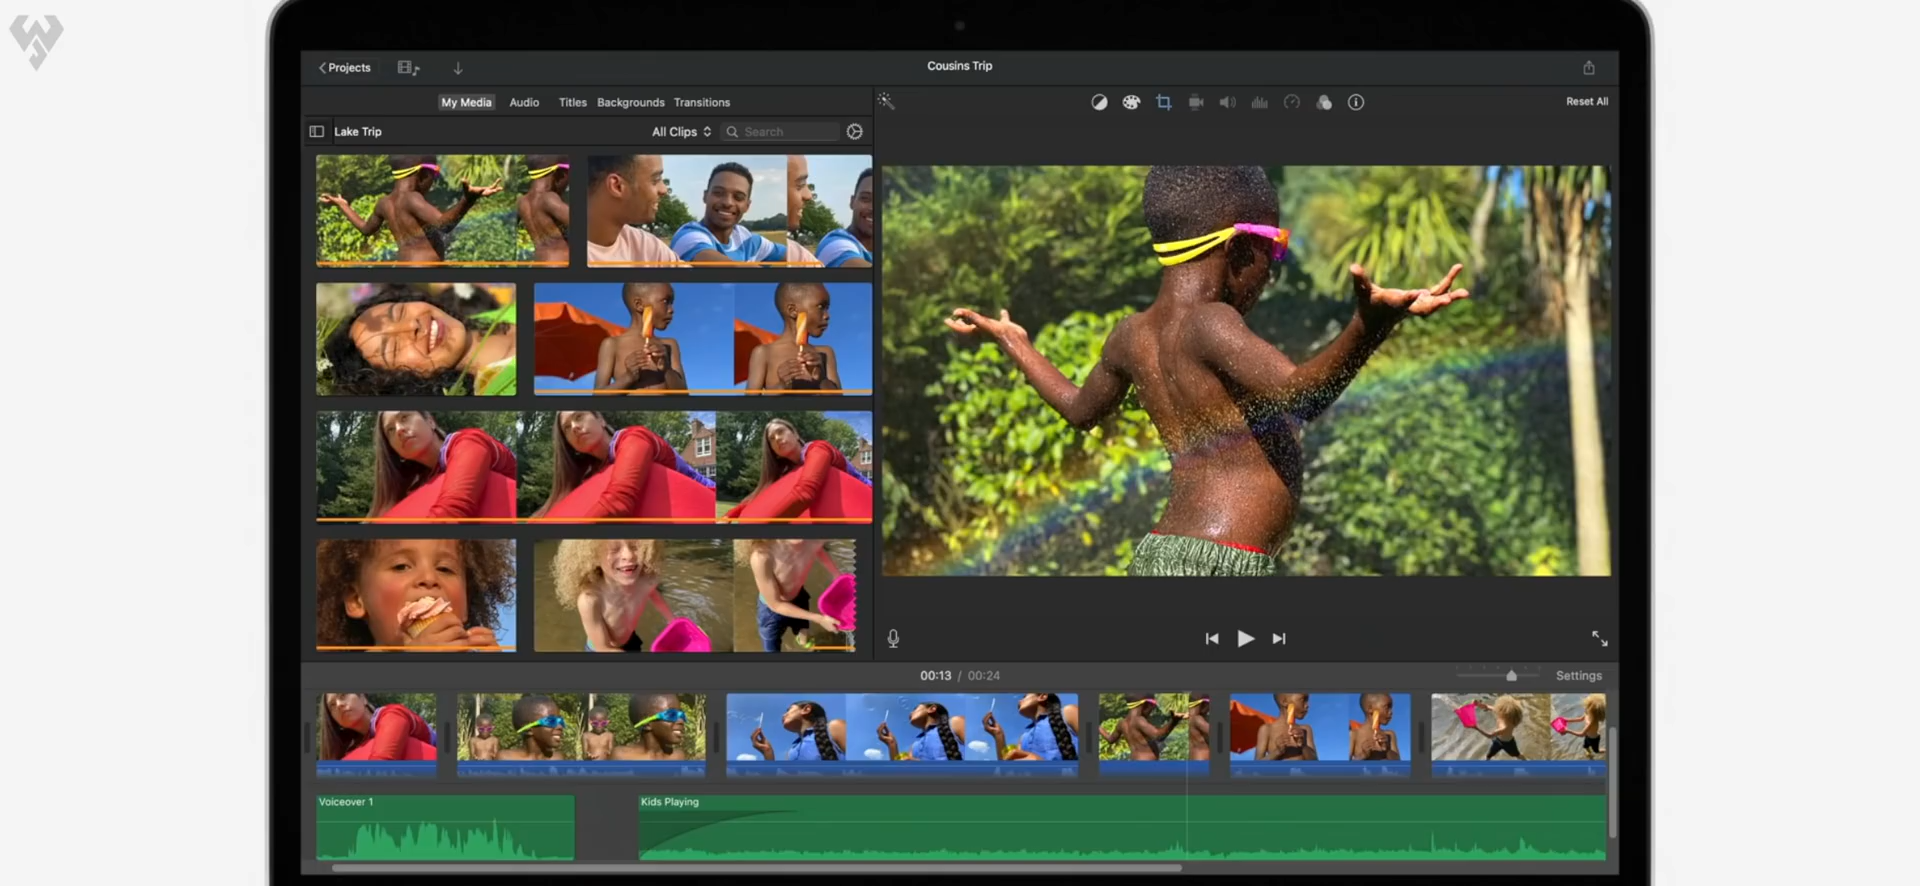 Projects
Cousins Trip
My Media
Audio
Titles
Backgrounds
Transitions
Reset All
Lake Trip
All Clips
Search
00:13 / 00:24
Settings
Voiceover 1
Kids Playing